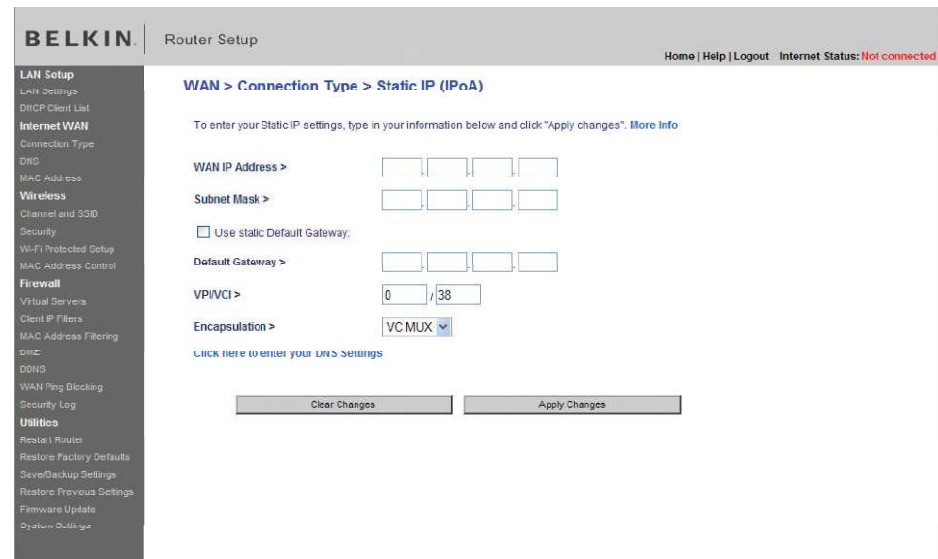 BELKIN. Router Setup
Home | Help | Logout Internet Status: Not connected
LAN Setup
LAN Settings
DHCP Client List
Internet WAN
Connection Type
DNS
MAC Address
Wireless
Channel and SSID
Security
Wi-Fi Protected Setup
MAC Address Control
Firewall
Virtual Servers
Client IP Filters
MAC Address Filtering
DMZ
DDNS
WAN Ping Blocking
Security Log
Utilities
Restart Router
Restore Factory Defaults
Save/Backup Settings
Restore Previous Settings
Firmware Update
System Settings
WAN > Connection Type > Static IP (IPoA)
To enter your Static IP settings, type in your information below and click "Apply changes". More Info
WAN IP Address > . . .
Subnet Mask > . . .
Use static Default Gateway:
Default Gateway > . . .
VPI/VCI > 0 / 38
Encapsulation > VC MUX
Click here to enter your DNS Settings
Clear Changes Apply Changes